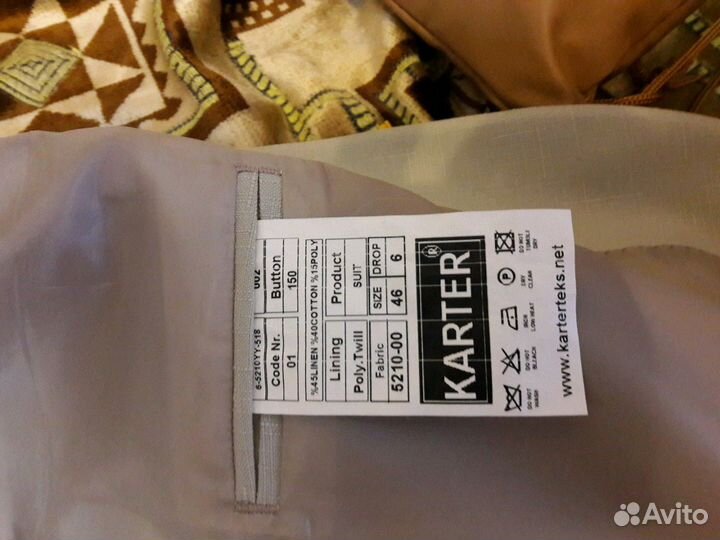 6-5210YY-518 002
Code Nr. Button
01 150
%45LINEN %40COTTON %15POLY
Lining Product
Poly.Twill SUIT
Fabric SIZE DROP
5210-00 46 6
KARTER ®
DO NOT WASH
DO NOT BLEACH
IRON LOW HEAT
DRY CLEAN
DO NOT TUMBLE DRY
www.karterteks.net
Avito